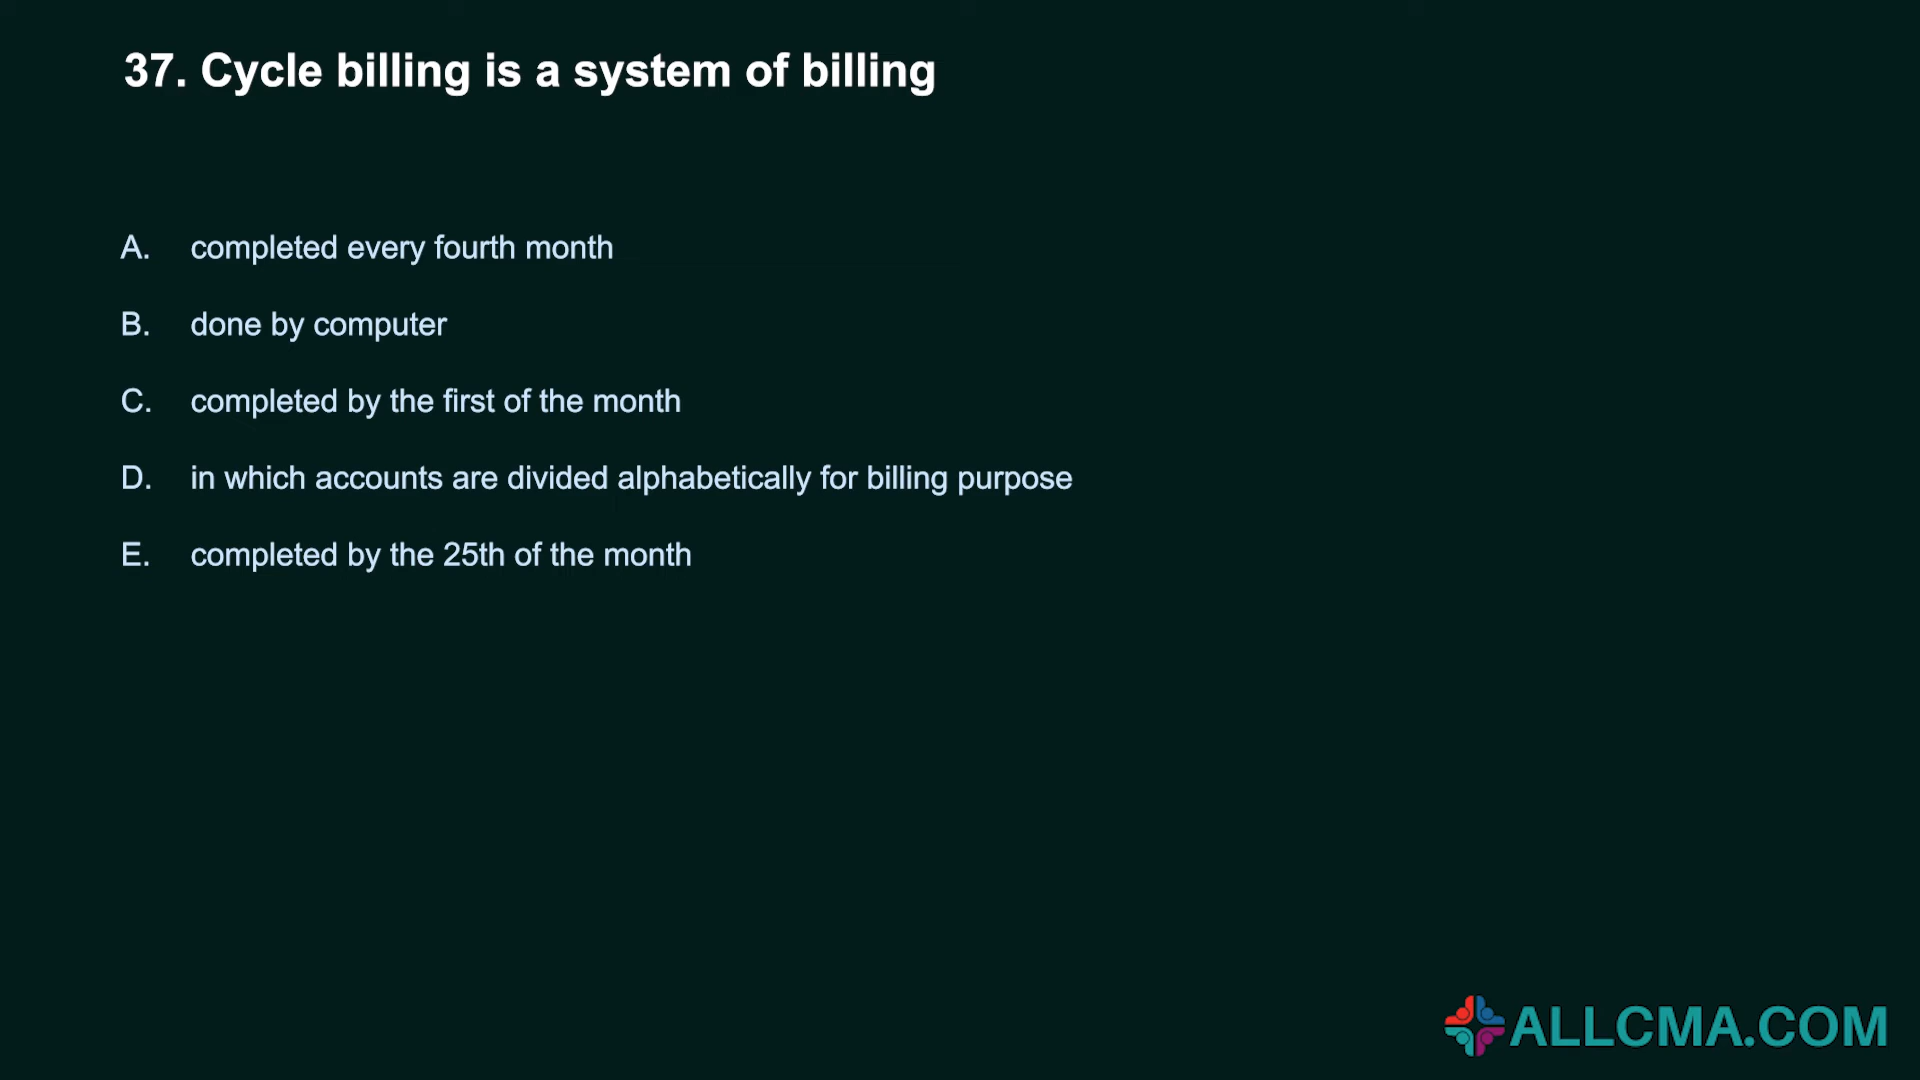 37. Cycle billing is a system of billing
A. completed every fourth month
B. done by computer
C. completed by the first of the month
D. in which accounts are divided alphabetically for billing purpose
E. completed by the 25th of the month
ALLCMA.COM